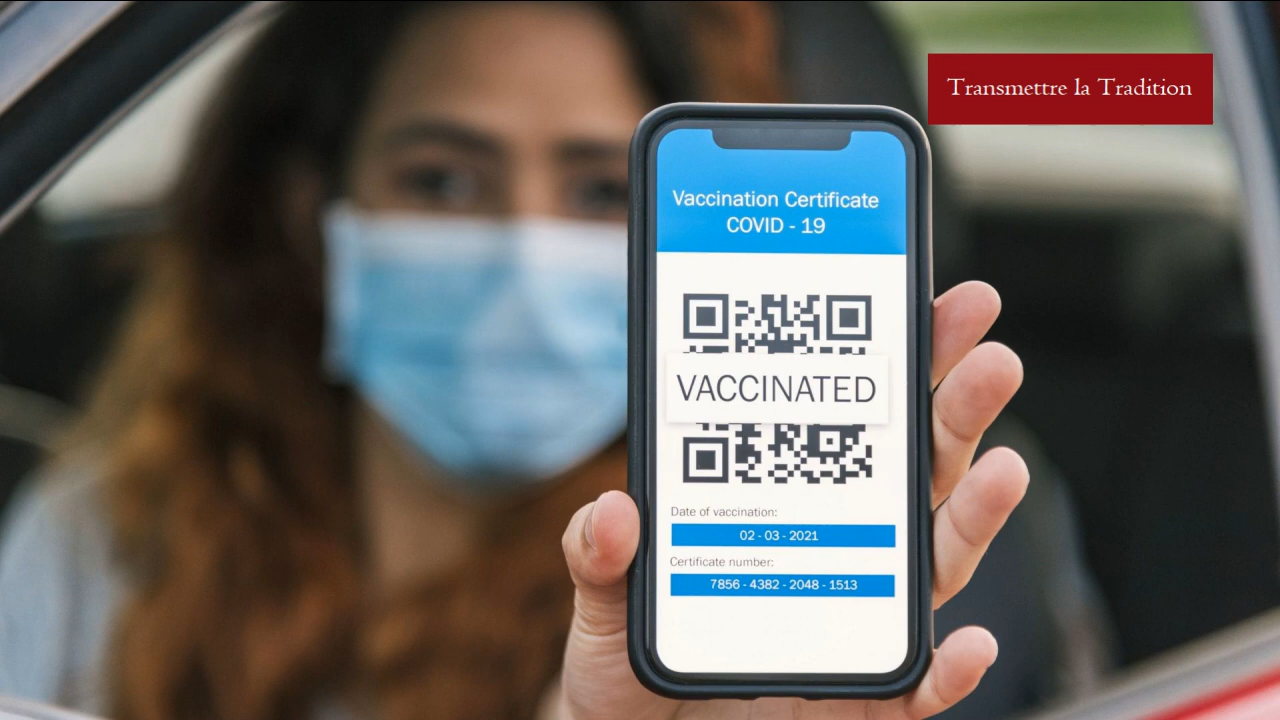 Transmettre la Tradition
Vaccination Certificate
COVID - 19
VACCINATED
Date of vaccination:
02 - 03 - 2021
Certificate number:
7856 - 4382 - 2048 - 1513